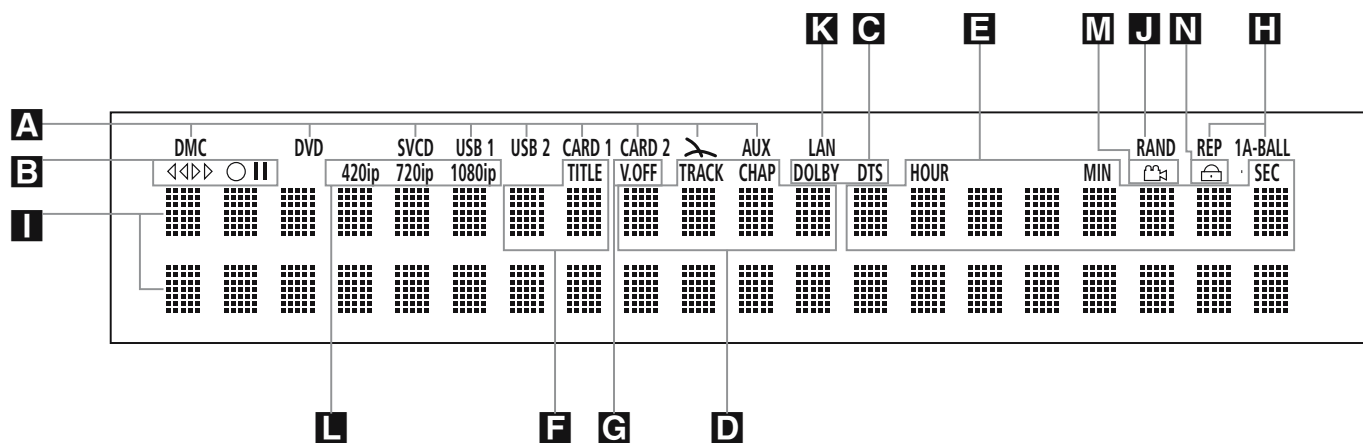 K C E M J N H
A
DMC DVD SVCD USB 1 USB 2 CARD 1 CARD 2 AUX LAN RAND REP 1A-BALL
B
420ip 720ip 1080ip TITLE V.OFF TRACK CHAP DOLBY DTS HOUR MIN SEC
I
L F G D